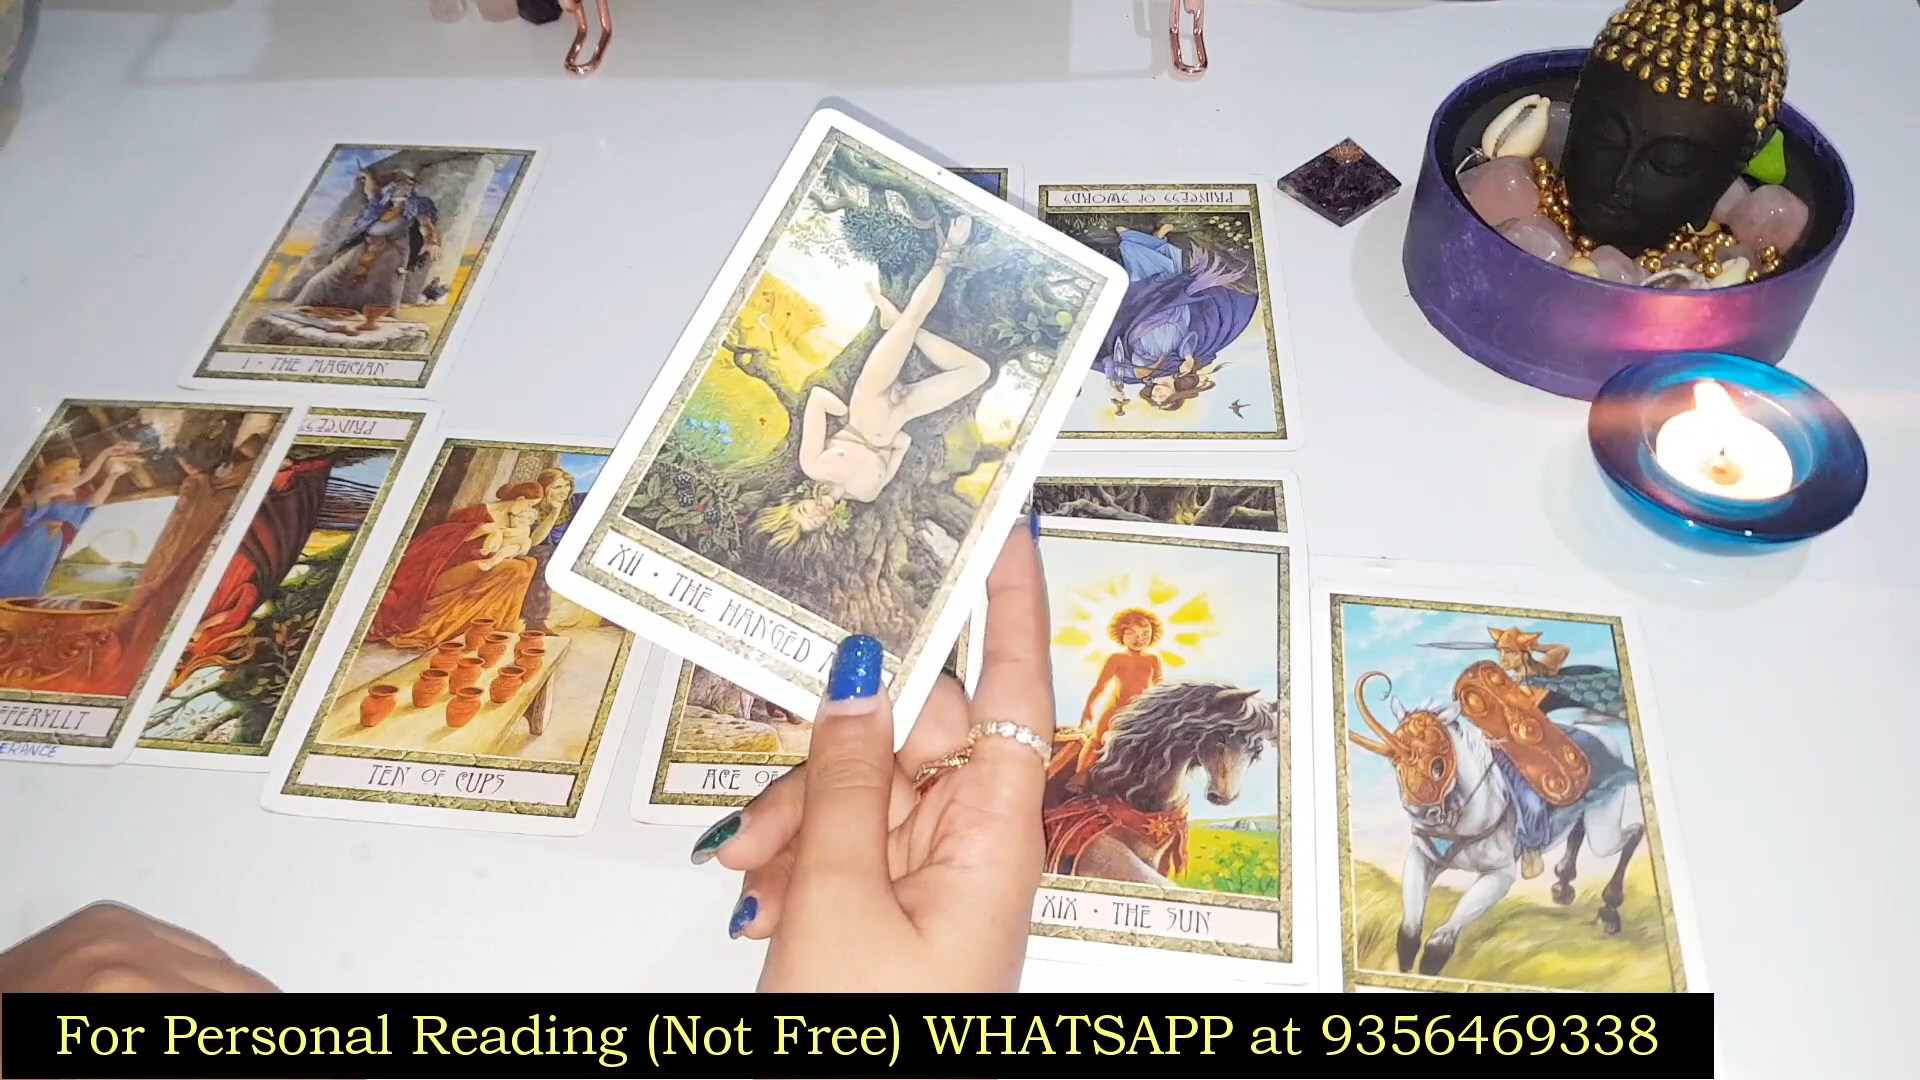 I • THE MAGICIAN
PRINCESS OF SWORDS
PRINCESS
XII • THE HANGED
TEN OF CUPS
ACE OF
XIX • THE SUN
For Personal Reading (Not Free) WHATSAPP at 9356469338